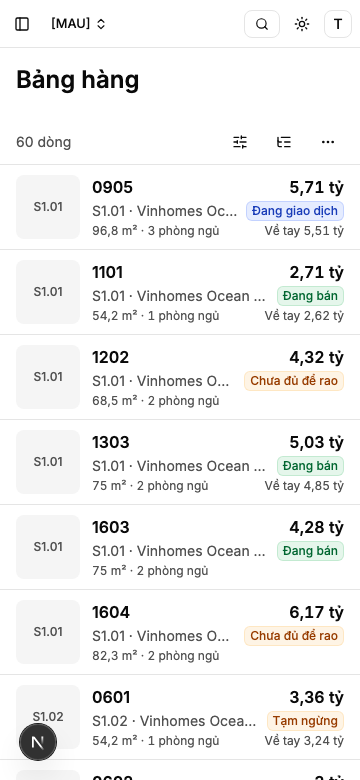 [MAU]
T
Bảng hàng
60 dòng
S1.01
0905
5,71 tỷ
S1.01 · Vinhomes Oc...
Đang giao dịch
96,8 m² · 3 phòng ngủ
Về tay 5,51 tỷ
S1.01
1101
2,71 tỷ
S1.01 · Vinhomes Ocean ...
Đang bán
54,2 m² · 1 phòng ngủ
Về tay 2,62 tỷ
S1.01
1202
4,32 tỷ
S1.01 · Vinhomes O...
Chưa đủ để rao
68,5 m² · 2 phòng ngủ
S1.01
1303
5,03 tỷ
S1.01 · Vinhomes Ocean ...
Đang bán
75 m² · 2 phòng ngủ
Về tay 4,85 tỷ
S1.01
1603
4,28 tỷ
S1.01 · Vinhomes Ocean ...
Đang bán
75 m² · 2 phòng ngủ
S1.01
1604
6,17 tỷ
S1.01 · Vinhomes O...
Chưa đủ để rao
82,3 m² · 2 phòng ngủ
S1.02
0601
3,36 tỷ
S1.02 · Vinhomes Ocea...
Tạm ngừng
54,2 m² · 1 phòng ngủ
Về tay 3,24 tỷ
N